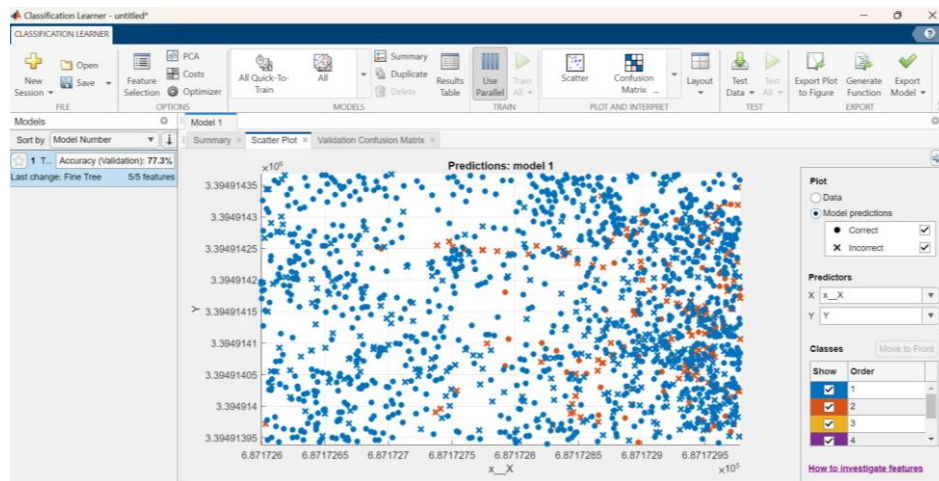 Classification Learner - untitled*
CLASSIFICATION LEARNER
New Session
Open
Save
FILE
Feature Selection
PCA
Costs
Optimizer
OPTIONS
All Quick-To-Train
All
Summary
Duplicate
Delete
MODELS
Results Table
Use Parallel
Train All
TRAIN
Scatter
Confusion Matrix ...
Layout
PLOT AND INTERPRET
Test Data
Test All
TEST
Export Plot to Figure
Generate Function
Export Model
EXPORT
Models
Sort by Model Number
1 T... Accuracy (Validation): 77.3%
Last change: Fine Tree 5/5 features
Model 1
Summary Scatter Plot Validation Confusion Matrix
Predictions: model 1
×10⁶
3.39491435
3.3949143
3.39491425
3.3949142
3.39491415
3.3949141
3.39491405
3.394914
3.39491395
Y
6.871726 6.8717265 6.871727 6.8717275 6.871728 6.8717285 6.871729 6.8717295
×10⁵
x__X
Plot
Data
Model predictions
Correct
Incorrect
Predictors
X x__X
Y Y
Classes Move to Front
Show Order
1
2
3
4
How to investigate features